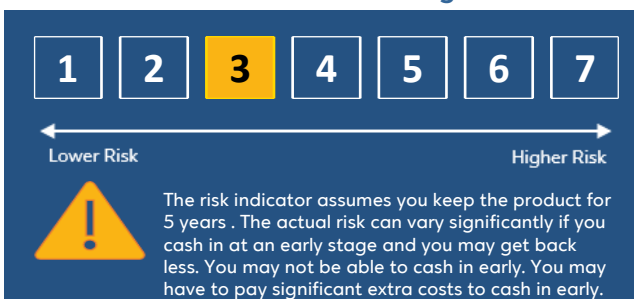 1 2 3 4 5 6 7
Lower Risk Higher Risk
The risk indicator assumes you keep the product for
5 years . The actual risk can vary significantly if you
cash in at an early stage and you may get back
less. You may not be able to cash in early. You may
have to pay significant extra costs to cash in early.